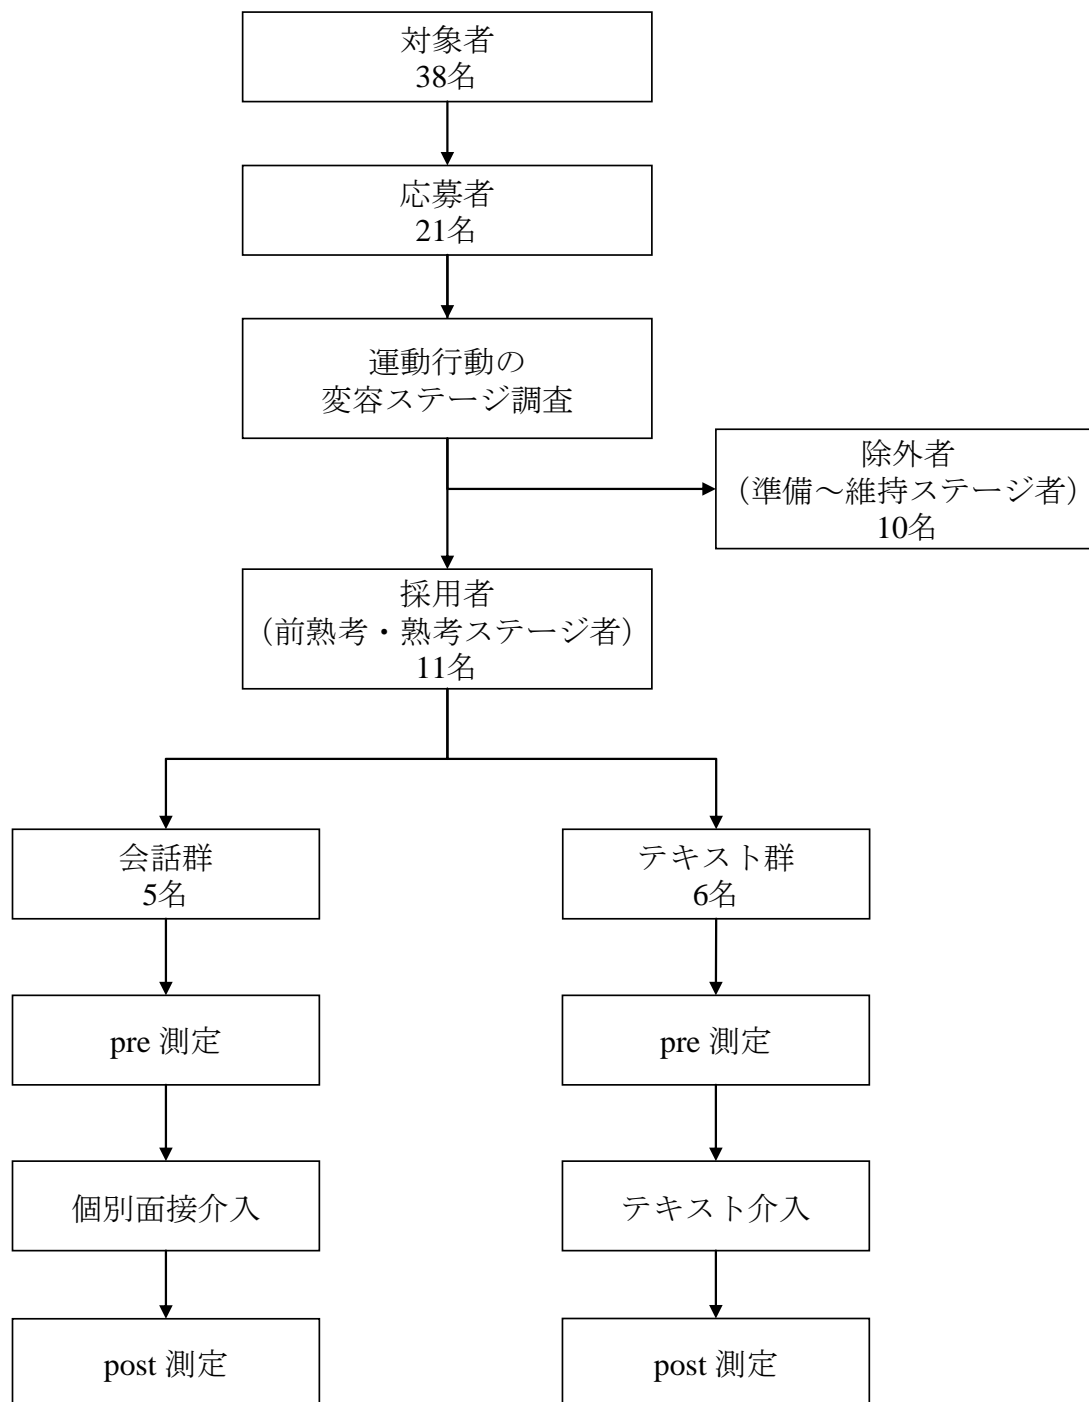 対象者
38名
応募者
21名
運動行動の
変容ステージ調査
除外者
（準備～維持ステージ者）
10名
採用者
（前熟考・熟考ステージ者）
11名
会話群
5名
テキスト群
6名
pre 測定
pre 測定
個別面接介入
テキスト介入
post 測定
post 測定